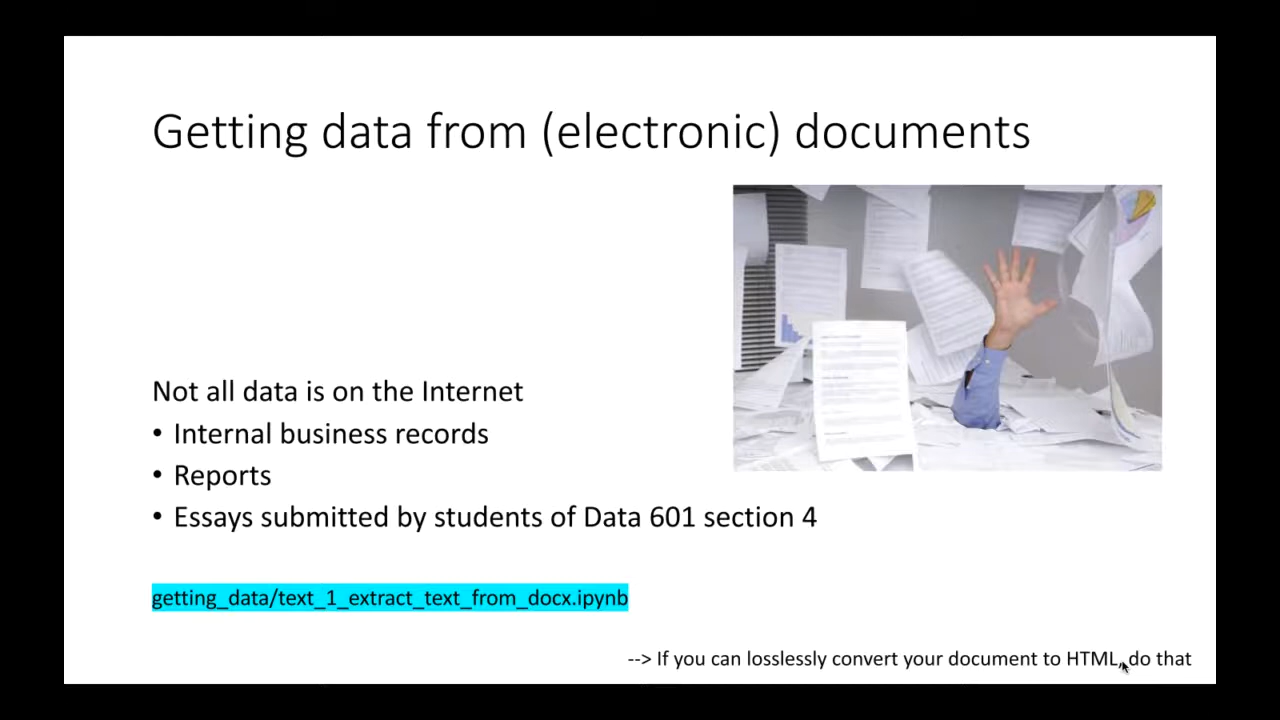 Getting data from (electronic) documents
Not all data is on the Internet
• Internal business records
• Reports
• Essays submitted by students of Data 601 section 4
getting_data/text_1_extract_text_from_docx.ipynb
--> If you can losslessly convert your document to HTML, do that